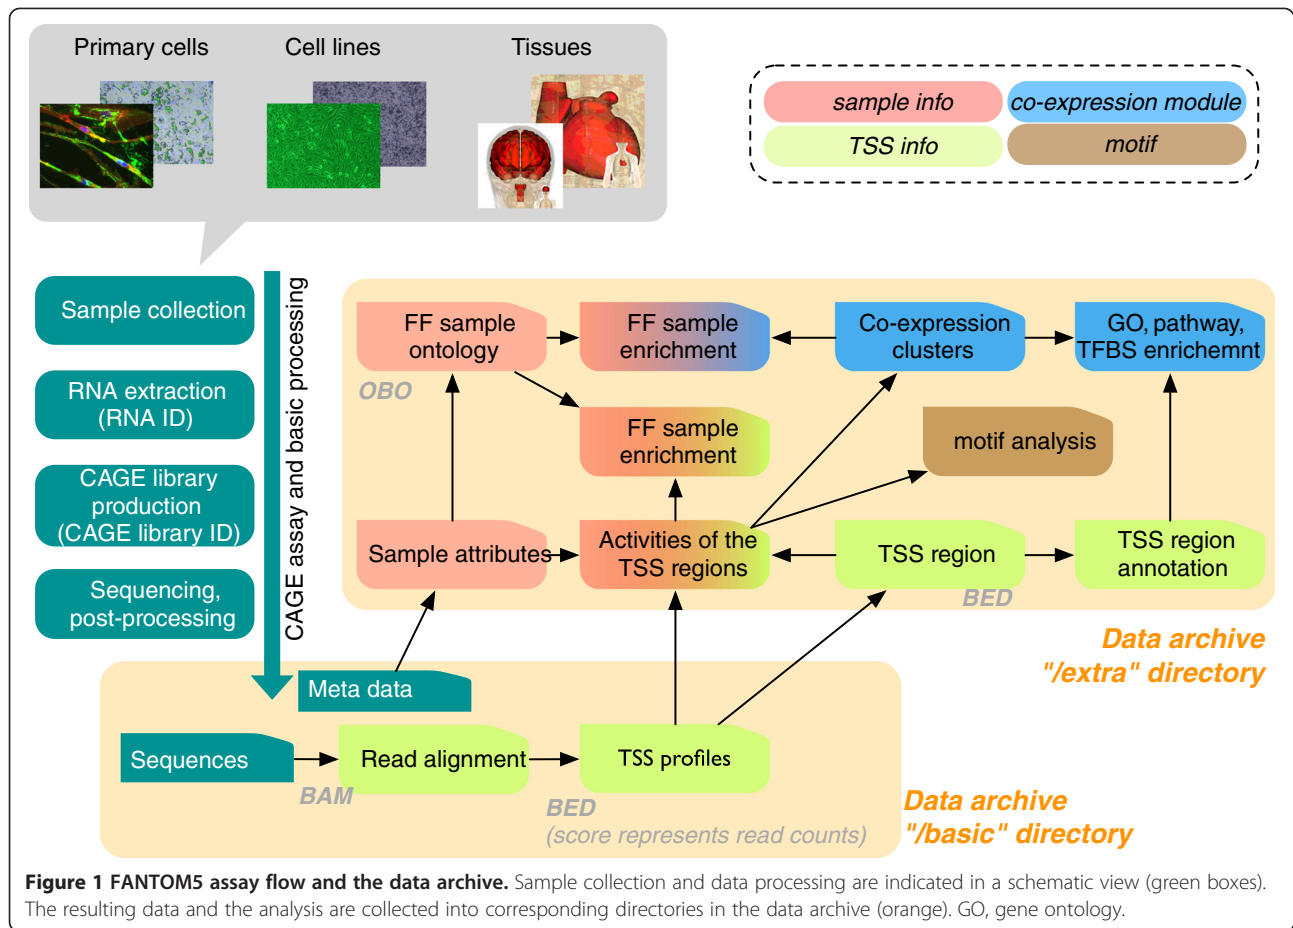 Primary cells
Cell lines
Tissues
sample info
co-expression module
TSS info
motif
Sample collection
RNA extraction
(RNA ID)
CAGE library
production
(CAGE library ID)
Sequencing,
post-processing
CAGE assay and basic processing
FF sample
ontology
OBO
FF sample
enrichment
Co-expression
clusters
GO, pathway,
TFBS enrichemnt
FF sample
enrichment
motif analysis
Sample attributes
Activities of the
TSS regions
TSS region
BED
TSS region
annotation
Data archive
"/extra" directory
Meta data
Sequences
Read alignment
BAM
TSS profiles
BED
(score represents read counts)
Data archive
"/basic" directory
Figure 1 FANTOM5 assay flow and the data archive. Sample collection and data processing are indicated in a schematic view (green boxes).
The resulting data and the analysis are collected into corresponding directories in the data archive (orange). GO, gene ontology.